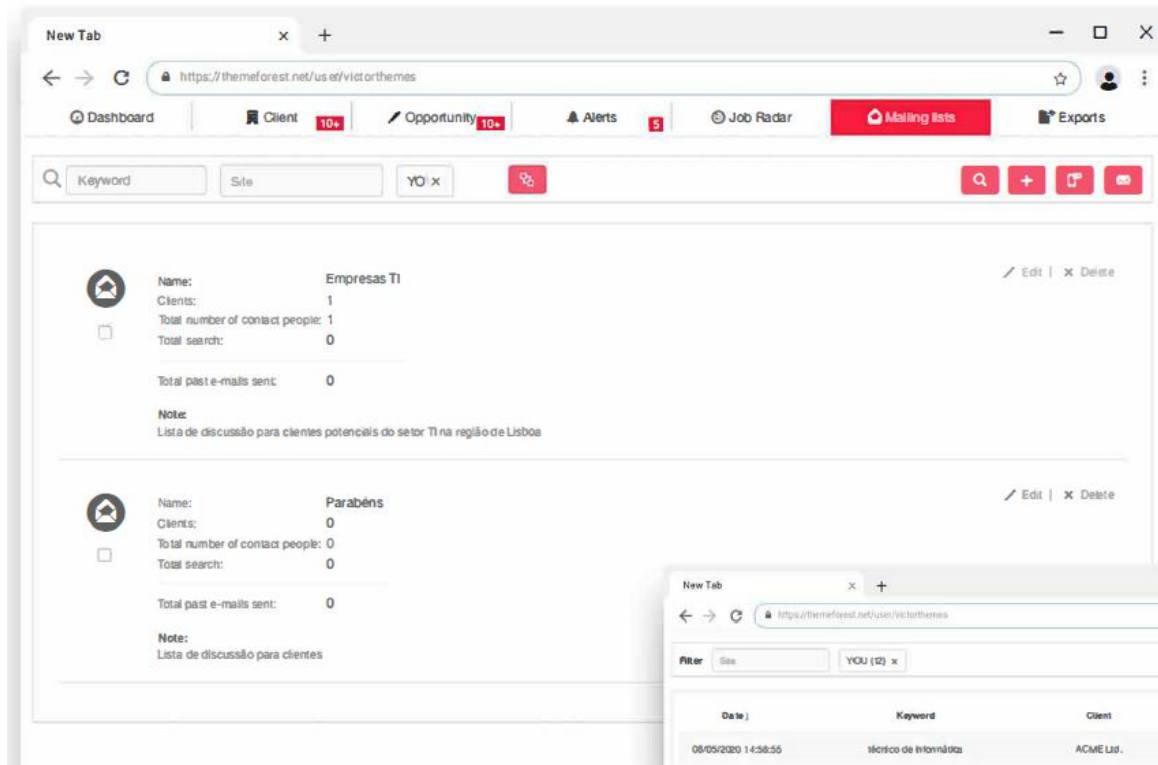 New Tab
https://themeforest.net/user/victorthemes
Dashboard Client 10+ Opportunity 10+ Alerts 5 Job Radar Mailing lists Exports
Keyword Site YO
Name: Empresas TI Edit | Delete
Clients: 1
Total number of contact people: 1
Total search: 0
Total past e-mails sent: 0
Note:
Lista de discussão para clientes potenciais do setor TI na região de Lisboa
Name: Parabéns Edit | Delete
Clients: 0
Total number of contact people: 0
Total search: 0
Total past e-mails sent: 0
Note:
Lista de discussão para clientes
New Tab
https://themeforest.net/user/victorthemes
Filter Site YOU (12)
Date Keyword Client
08/05/2020 14:58:55 técnico de informática ACME Ltd.